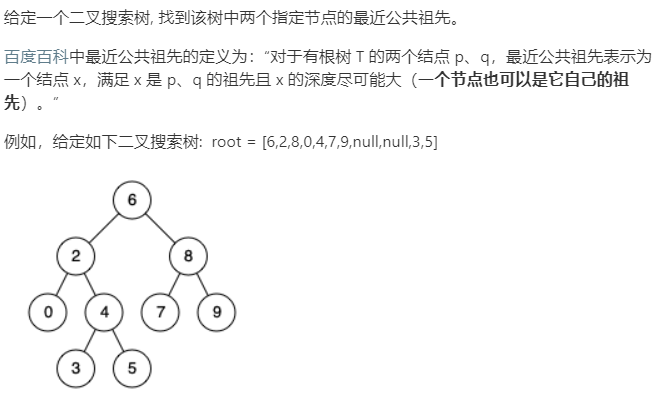 给定一个二叉搜索树, 找到该树中两个指定节点的最近公共祖先。
百度百科中最近公共祖先的定义为：“对于有根树 T 的两个结点 p、q，最近公共祖先表示为
一个结点 x，满足 x 是 p、q 的祖先且 x 的深度尽可能大（一个节点也可以是它自己的祖
先）。”
例如，给定如下二叉搜索树:  root = [6,2,8,0,4,7,9,null,null,3,5]
6
2 8
0 4 7 9
3 5